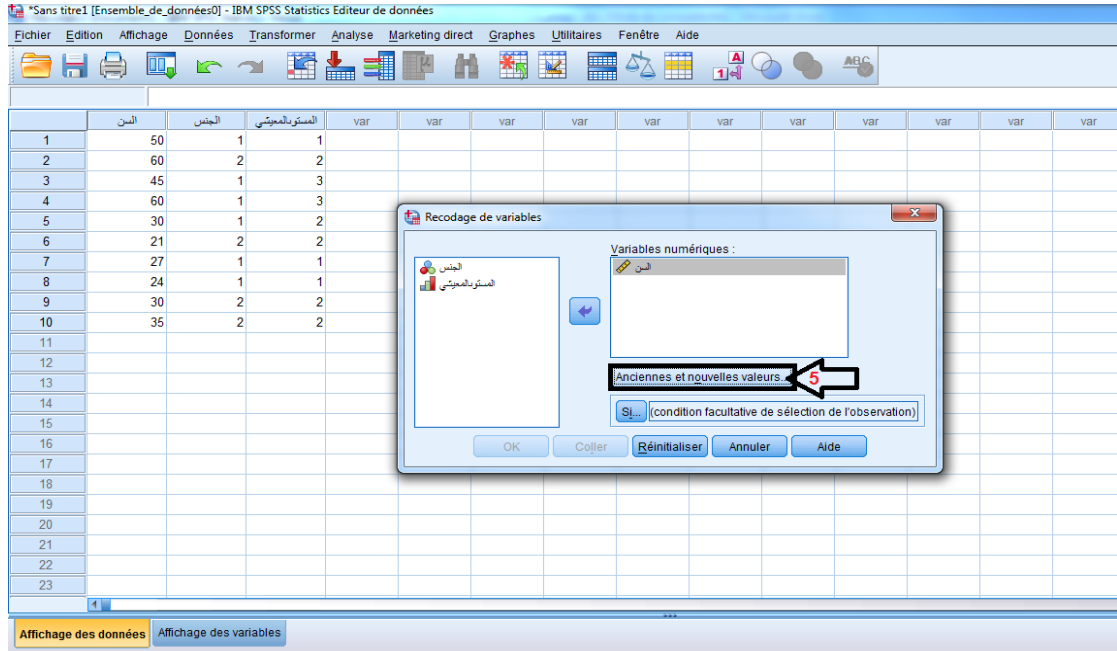 *Sans titre1 [Ensemble_de_données0] - IBM SPSS Statistics Editeur de données
Fichier Edition Affichage Données Transformer Analyse Marketing direct Graphes Utilitaires Fenêtre Aide
A
1
ABC
السن الجنس المستوىالمعيشي var var var var var var var var var var var
1 50 1 1
2 60 2 2
3 45 1 3
4 60 1 3
5 30 1 2
6 21 2 2
7 27 1 1
8 24 1 1
9 30 2 2
10 35 2 2
11
12
13
14
15
16
17
18
19
20
21
22
23
Recodage de variables
Variables numériques :
الجنس
المستوىالمعيشي
السن
Anciennes et nouvelles valeurs...
5
Si... (condition facultative de sélection de l'observation)
OK Coller Réinitialiser Annuler Aide
Affichage des données Affichage des variables